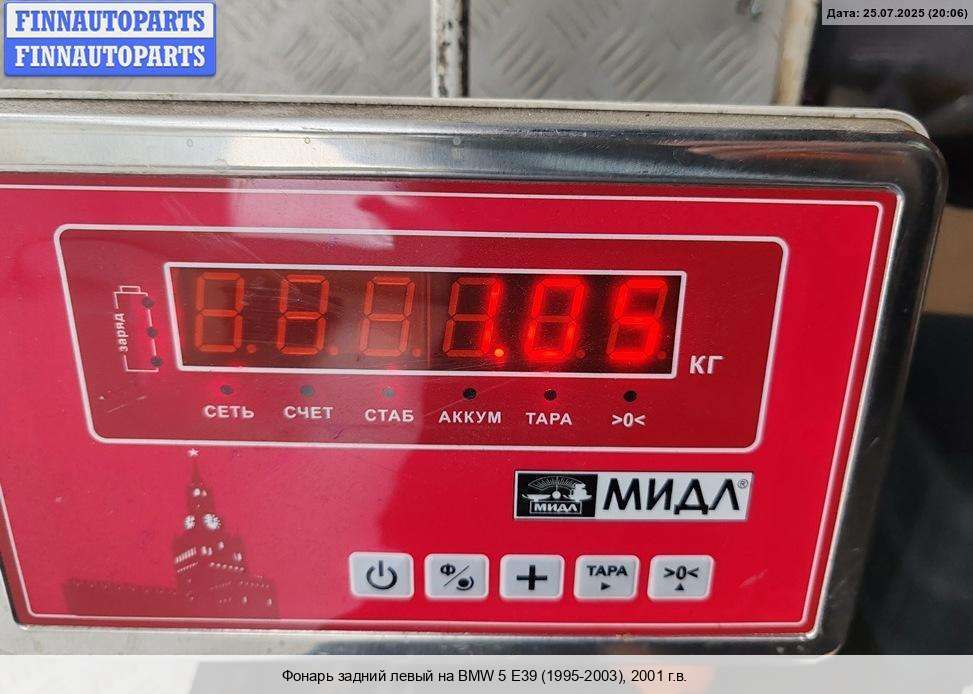 FINNAUTOPARTS
FINNAUTOPARTS
Дата: 25.07.2025 (20:06)
заряд
1.05
КГ
СЕТЬ СЧЕТ СТАБ АККУМ ТАРА >0<
МИДЛ МИДЛ®
Ф ТАРА >0<
Фонарь задний левый на BMW 5 E39 (1995-2003), 2001 г.в.